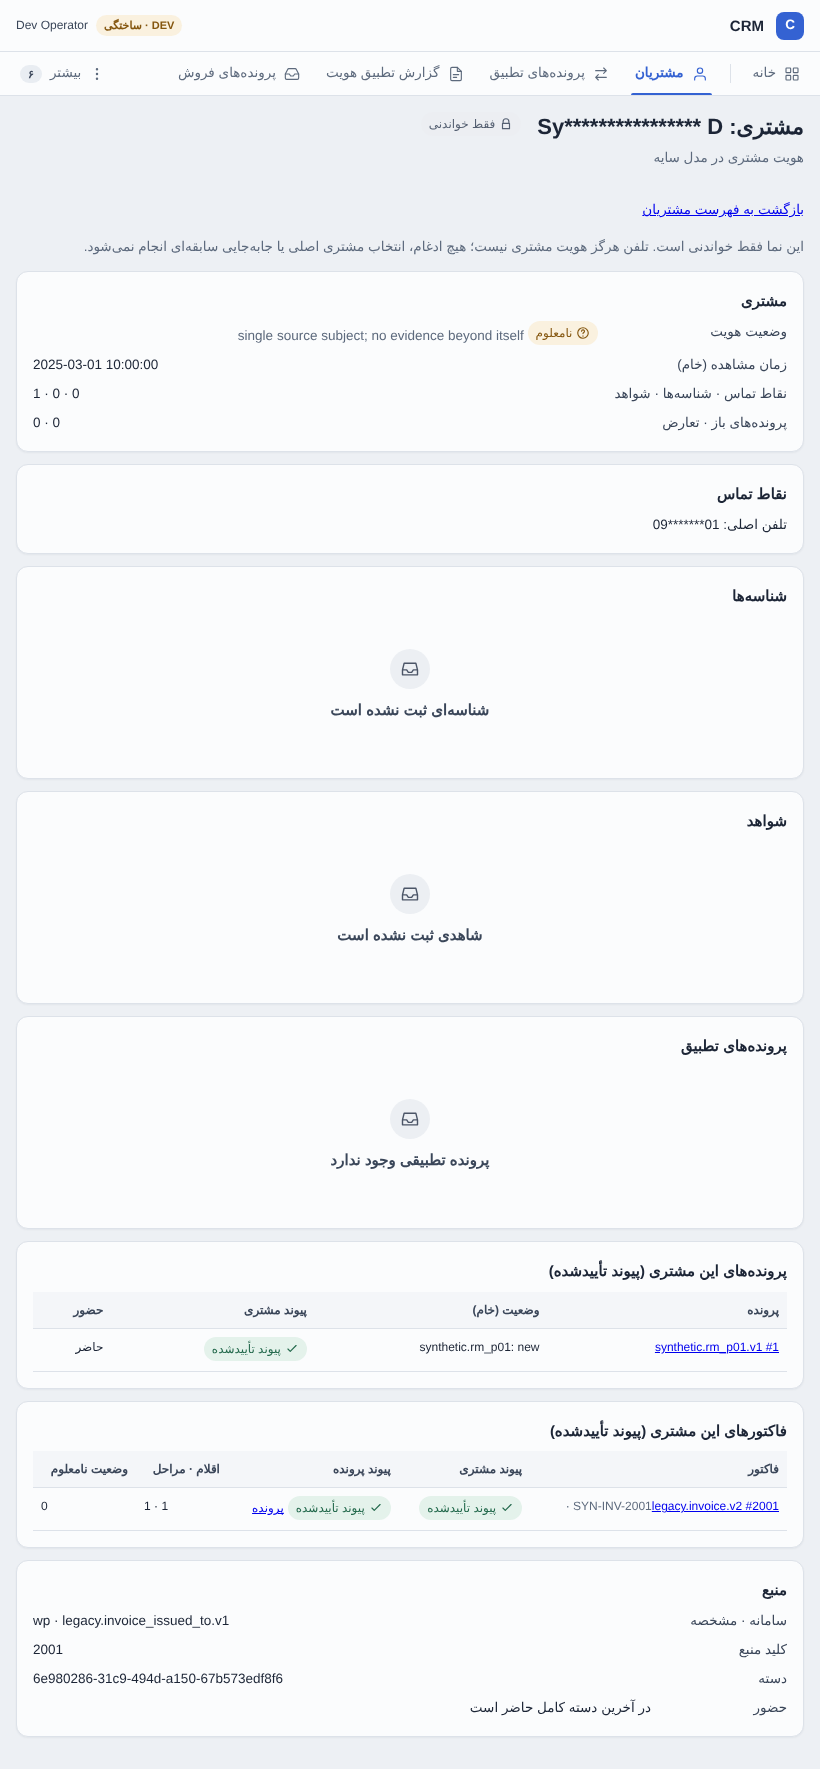 C CRM DEV · ساختگی Dev Operator
خانه مشتریان پرونده‌های تطبیق گزارش تطبیق هویت پرونده‌های فروش بیشتر ۶
مشتری: Sy**************** D فقط خواندنی
هویت مشتری در مدل سایه
بازگشت به فهرست مشتریان
این نما فقط خواندنی است. تلفن هرگز هویت مشتری نیست؛ هیچ ادغام، انتخاب مشتری اصلی یا جابه‌جایی سابقه‌ای انجام نمی‌شود.
مشتری
وضعیت هویت نامعلوم single source subject; no evidence beyond itself
زمان مشاهده (خام) 2025-03-01 10:00:00
نقاط تماس · شناسه‌ها · شواهد 1 · 0 · 0
پرونده‌های باز · تعارض 0 · 0
نقاط تماس
تلفن اصلی: 09*******01
شناسه‌ها
شناسه‌ای ثبت نشده است
شواهد
شاهدی ثبت نشده است
پرونده‌های تطبیق
پرونده تطبیقی وجود ندارد
پرونده‌های این مشتری (پیوند تأییدشده)
پرونده وضعیت (خام) پیوند مشتری حضور
synthetic.rm_p01.v1 #1 synthetic.rm_p01: new پیوند تأییدشده حاضر
فاکتورهای این مشتری (پیوند تأییدشده)
فاکتور پیوند مشتری پیوند پرونده اقلام · مراحل وضعیت نامعلوم
legacy.invoice.v2 #2001 SYN-INV-2001 · پیوند تأییدشده پیوند تأییدشده پرونده 1 · 1 0
منبع
سامانه · مشخصه wp · legacy.invoice_issued_to.v1
کلید منبع 2001
دسته 6e980286-31c9-494d-a150-67b573edf8f6
حضور در آخرین دسته کامل حاضر است